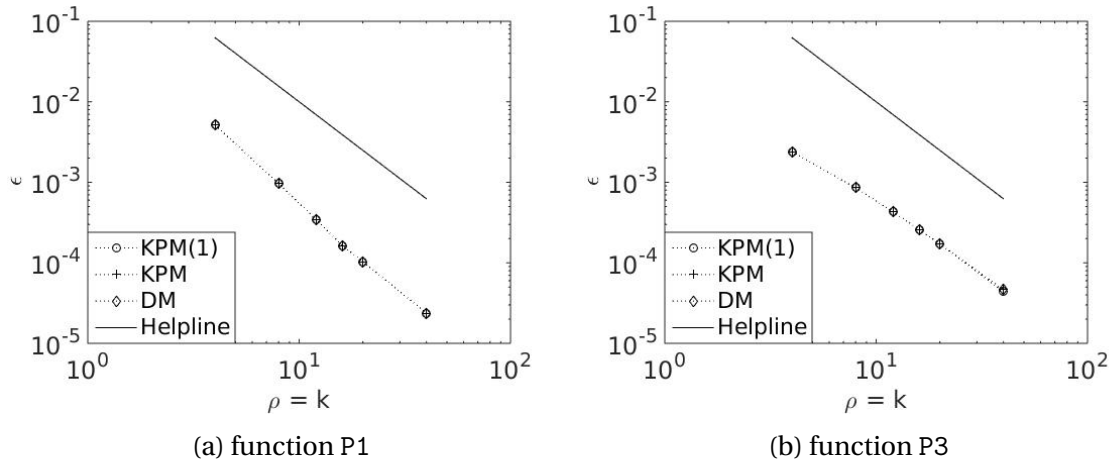 10^-1
10^-2
10^-3
10^-4
10^-5
ϵ
KPM(1)
KPM
DM
Helpline
10^0
10^1
10^2
ρ = k
(a) function P1
10^-1
10^-2
10^-3
10^-4
10^-5
ϵ
KPM(1)
KPM
DM
Helpline
10^0
10^1
10^2
ρ = k
(b) function P3